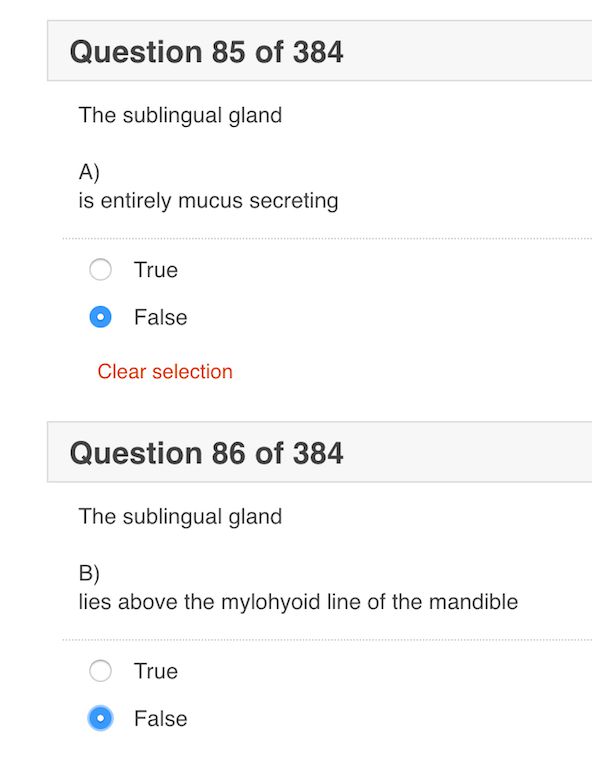 Question 85 of 384
The sublingual gland
A)
is entirely mucus secreting
True
False
Clear selection
Question 86 of 384
The sublingual gland
B)
lies above the mylohyoid line of the mandible
True
False